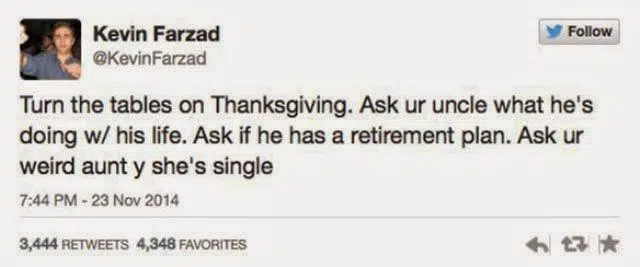 Kevin Farzad
@KevinFarzad
Follow
Turn the tables on Thanksgiving. Ask ur uncle what he's
doing w/ his life. Ask if he has a retirement plan. Ask ur
weird aunt y she's single
7:44 PM - 23 Nov 2014
3,444 RETWEETS 4,348 FAVORITES